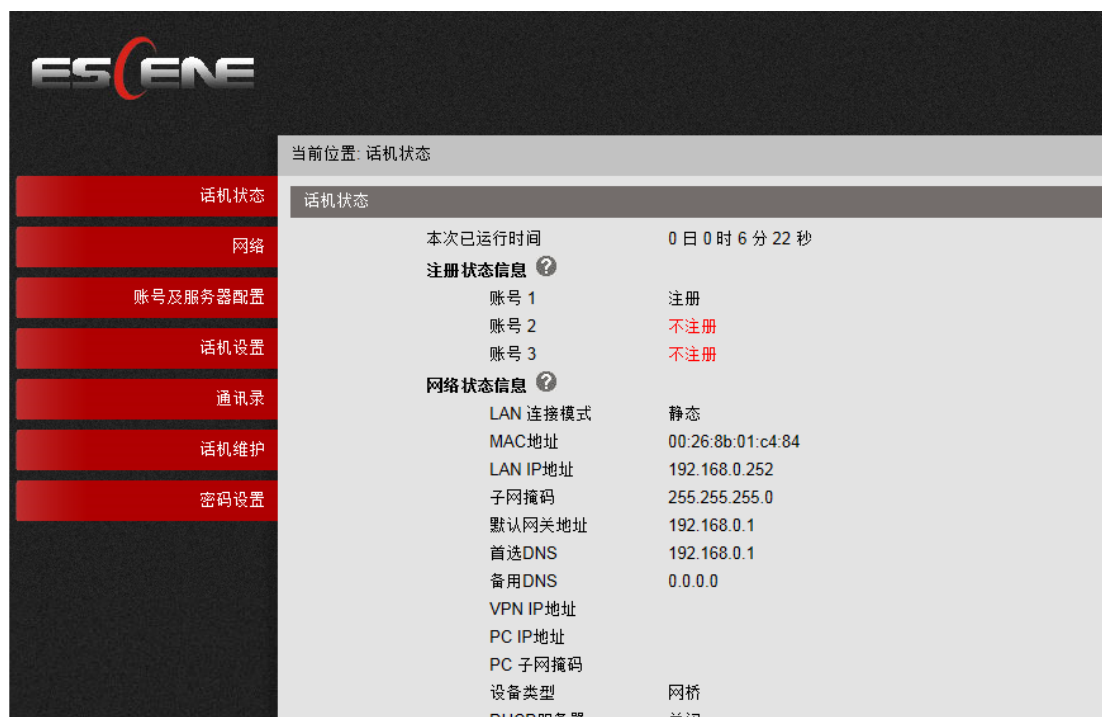 ESCENE
当前位置: 话机状态
话机状态
网络
账号及服务器配置
话机设置
通讯录
话机维护
密码设置
话机状态
本次已运行时间 0 日 0 时 6 分 22 秒
注册状态信息 ?
账号 1 注册
账号 2 不注册
账号 3 不注册
网络状态信息 ?
LAN 连接模式 静态
MAC地址 00:26:8b:01:c4:84
LAN IP地址 192.168.0.252
子网掩码 255.255.255.0
默认网关地址 192.168.0.1
首选DNS 192.168.0.1
备用DNS 0.0.0.0
VPN IP地址
PC IP地址
PC 子网掩码
设备类型 网桥